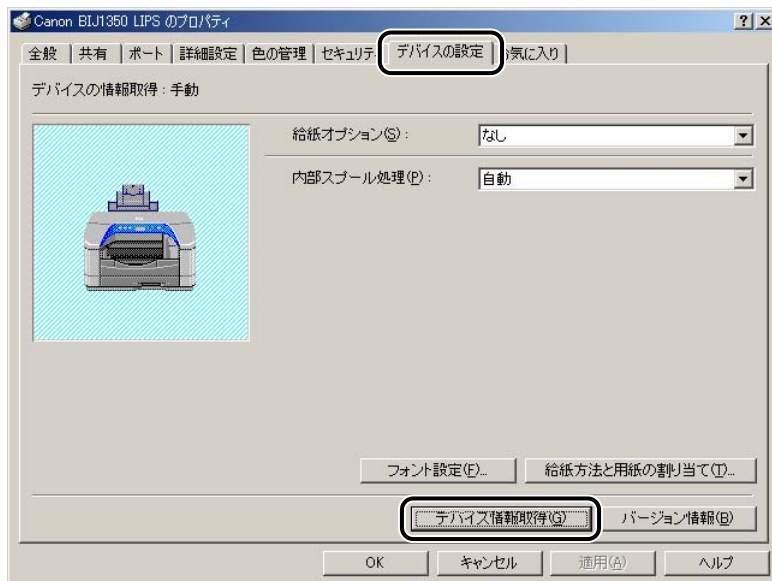 Canon BIJ1350 LIPS のプロパティ
全般 共有 ポート 詳細設定 色の管理 セキュリテ デバイスの設定 気に入り
デバイスの情報取得:手動
給紙オプション(S): なし
内部スプール処理(P): 自動
フォント設定(F)... 給紙方法と用紙の割り当て(T)...
デバイス情報取得(G) バージョン情報(B)
OK キャンセル 適用(A) ヘルプ